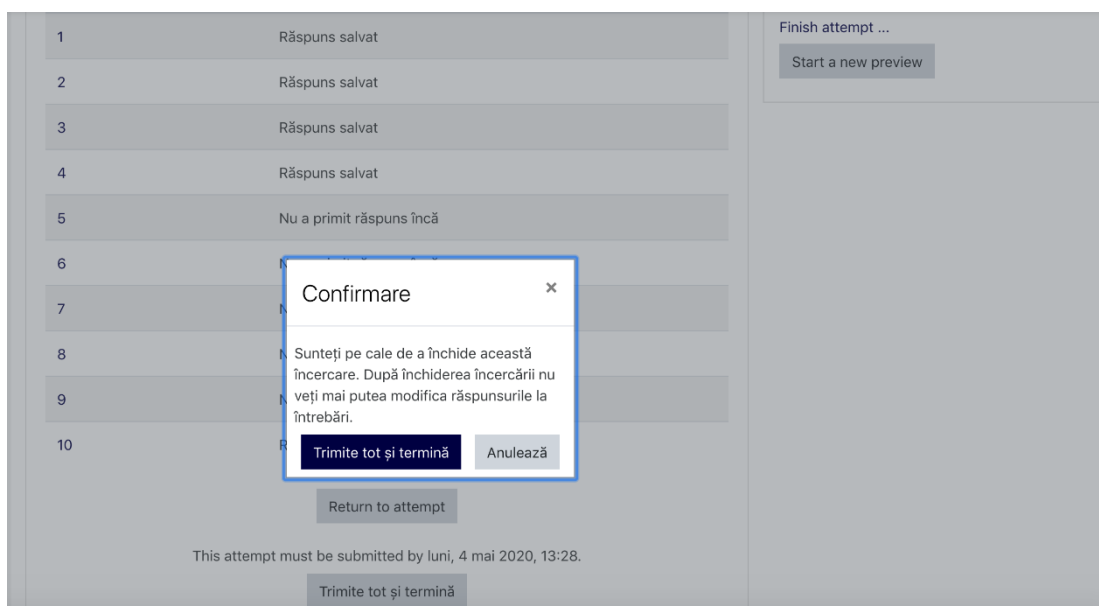 1 Răspuns salvat
2 Răspuns salvat
3 Răspuns salvat
4 Răspuns salvat
5 Nu a primit răspuns încă
6
7
8
9
10
Confirmare ×
Sunteți pe cale de a închide această
încercare. După închiderea încercării nu
veți mai putea modifica răspunsurile la
întrebări.
Trimite tot și termină Anulează
Return to attempt
This attempt must be submitted by luni, 4 mai 2020, 13:28.
Trimite tot și termină
Finish attempt ...
Start a new preview